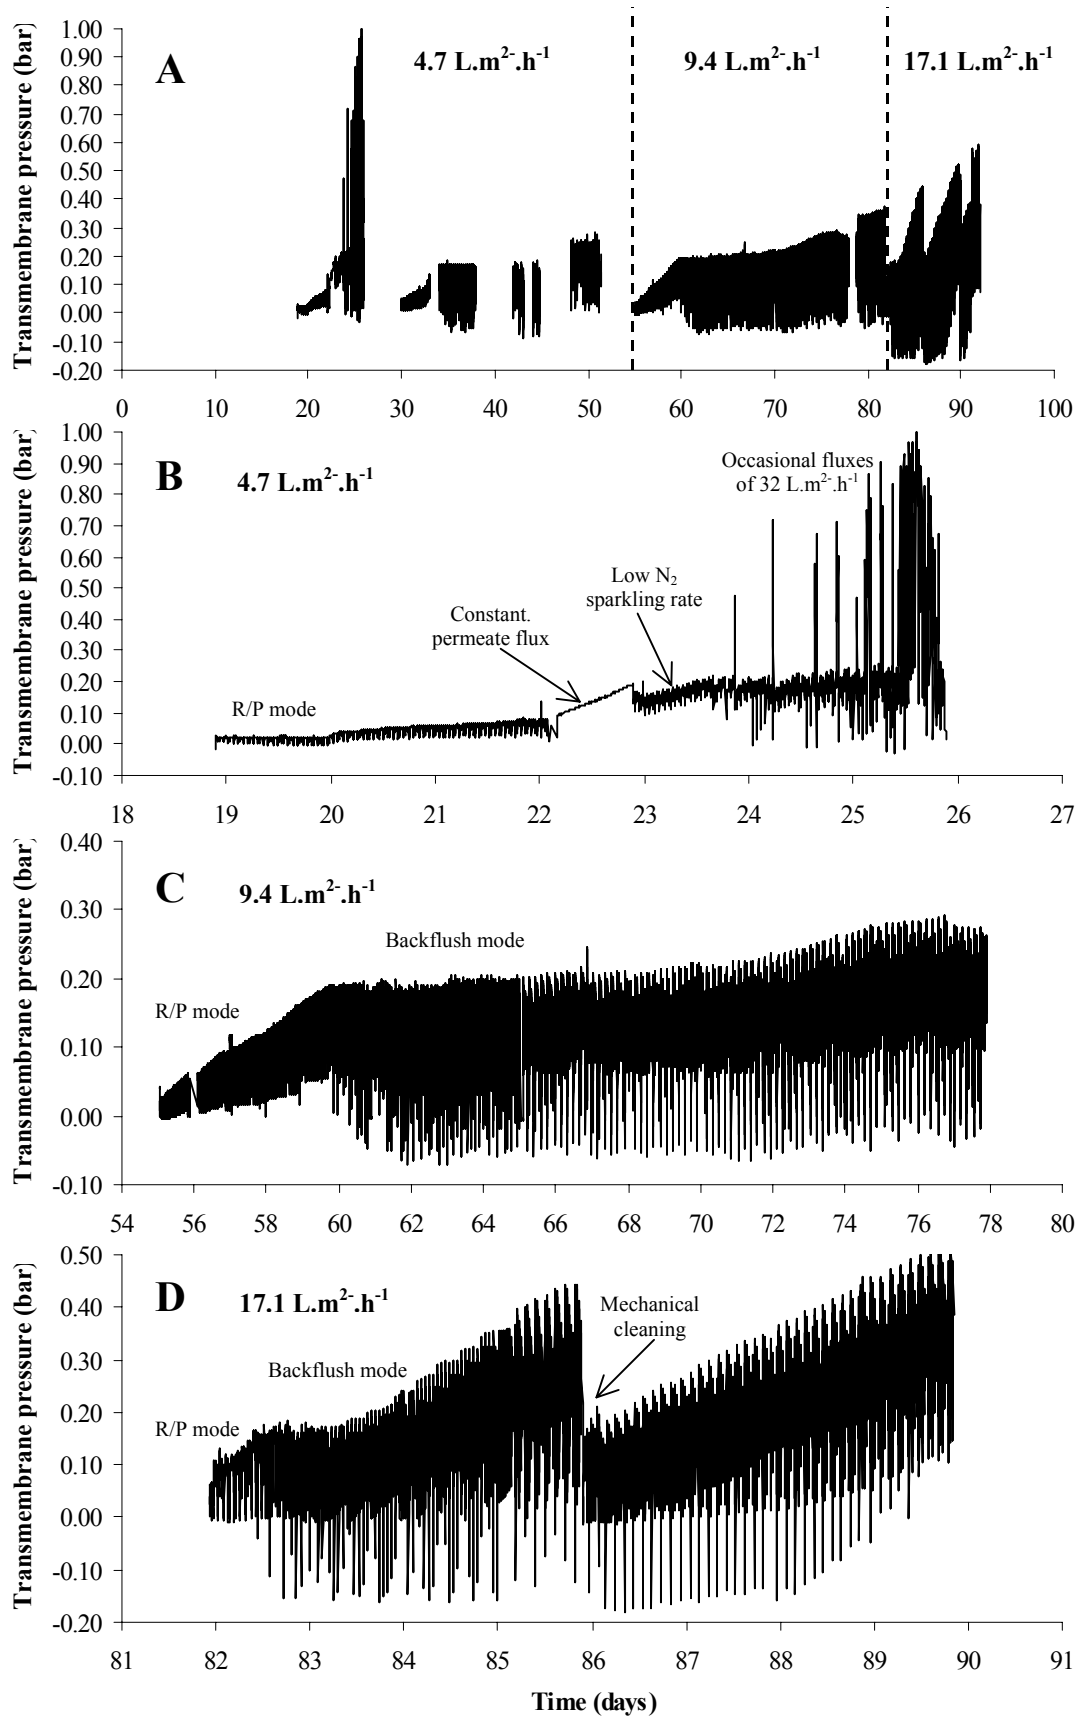 Transmembrane pressure (bar)
1.00
1.00
0.90
0.80
0.70
0.60
0.50
0.40
0.30
0.20
0.10
0.00
-0.10
-0.20
A
4.7 L.m²⁻.h⁻¹
9.4 L.m²⁻.h⁻¹
17.1 L.m²⁻.h⁻¹
0 10 20 30 40 50 60 70 80 90 100
Transmembrane pressure (bar)
1.00
0.90
0.80
0.70
0.60
0.50
0.40
0.30
0.20
0.10
0.00
-0.10
B
4.7 L.m²⁻.h⁻¹
Occasional fluxes
of 32 L.m²⁻.h⁻¹
Low N₂
sparkling rate
Constant.
permeate flux
R/P mode
18 19 20 21 22 23 24 25 26 27
Transmembrane pressure (bar)
0.40
0.30
0.20
0.10
0.00
-0.10
C
9.4 L.m²⁻.h⁻¹
Backflush mode
R/P mode
54 56 58 60 62 64 66 68 70 72 74 76 78 80
Transmembrane pressure (bar)
0.50
0.40
0.30
0.20
0.10
0.00
-0.10
-0.20
D
17.1 L.m²⁻.h⁻¹
Mechanical
cleaning
Backflush mode
R/P mode
81 82 83 84 85 86 87 88 89 90 91
Time (days)